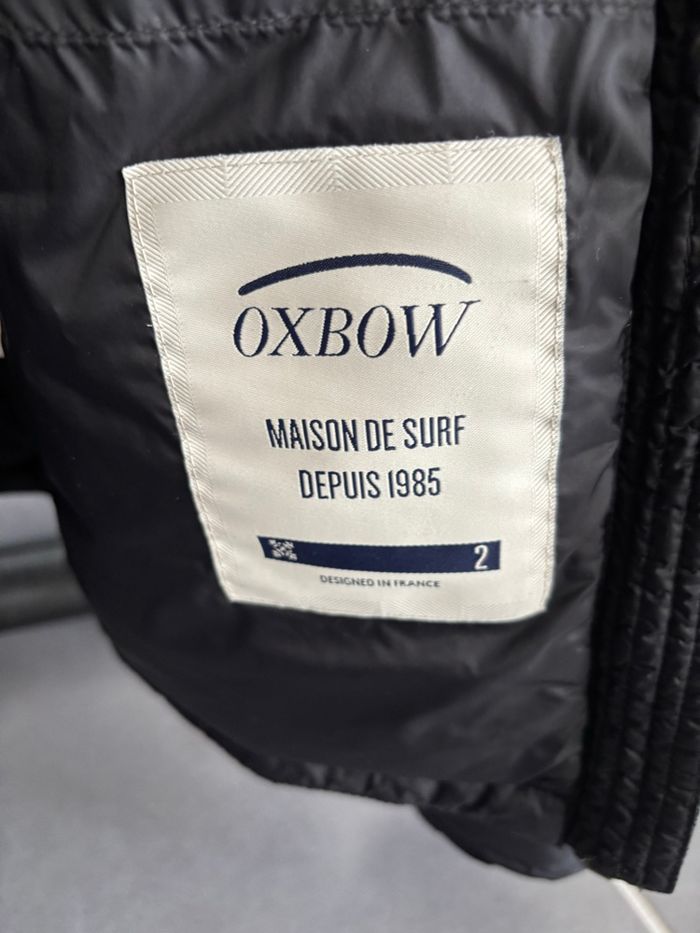 OXBOW
MAISON DE SURF
DEPUIS 1985
2
DESIGNED IN FRANCE